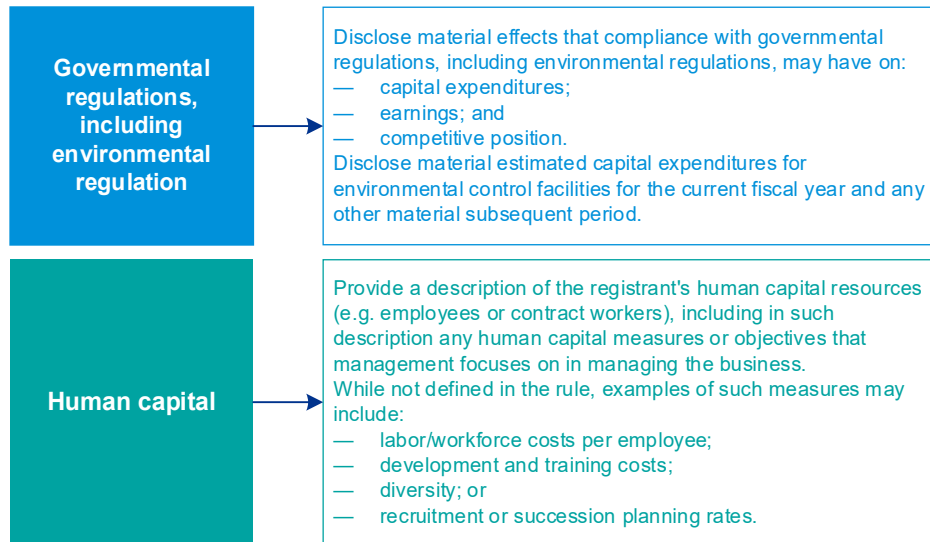 Governmental
regulations,
including
environmental
regulation
Disclose material effects that compliance with governmental
regulations, including environmental regulations, may have on:
— capital expenditures;
— earnings; and
— competitive position.
Disclose material estimated capital expenditures for
environmental control facilities for the current fiscal year and any
other material subsequent period.
Human capital
Provide a description of the registrant's human capital resources
(e.g. employees or contract workers), including in such
description any human capital measures or objectives that
management focuses on in managing the business.
While not defined in the rule, examples of such measures may
include:
— labor/workforce costs per employee;
— development and training costs;
— diversity; or
— recruitment or succession planning rates.